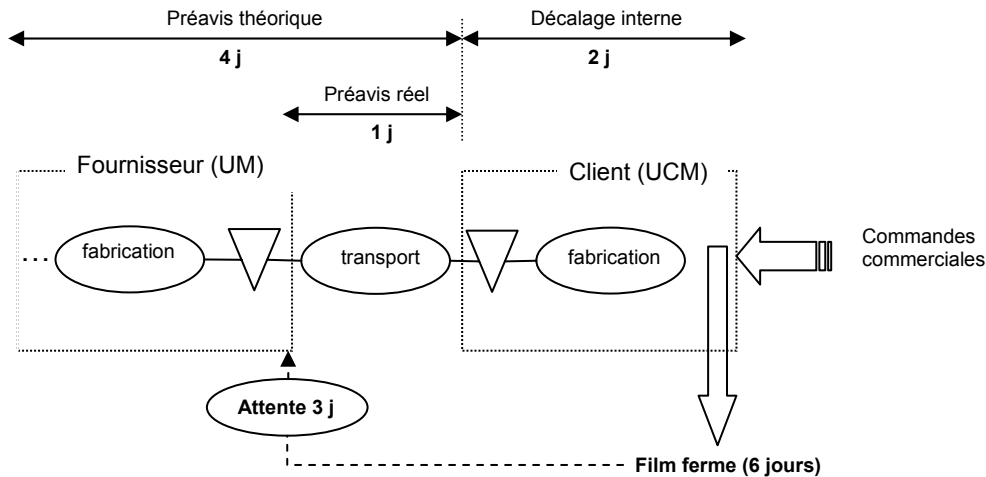 Préavis théorique
Décalage interne
4 j
2 j
Préavis réel
1 j
Fournisseur (UM)
Client (UCM)
... fabrication
transport
fabrication
Commandes
commerciales
Attente 3 j
Film ferme (6 jours)